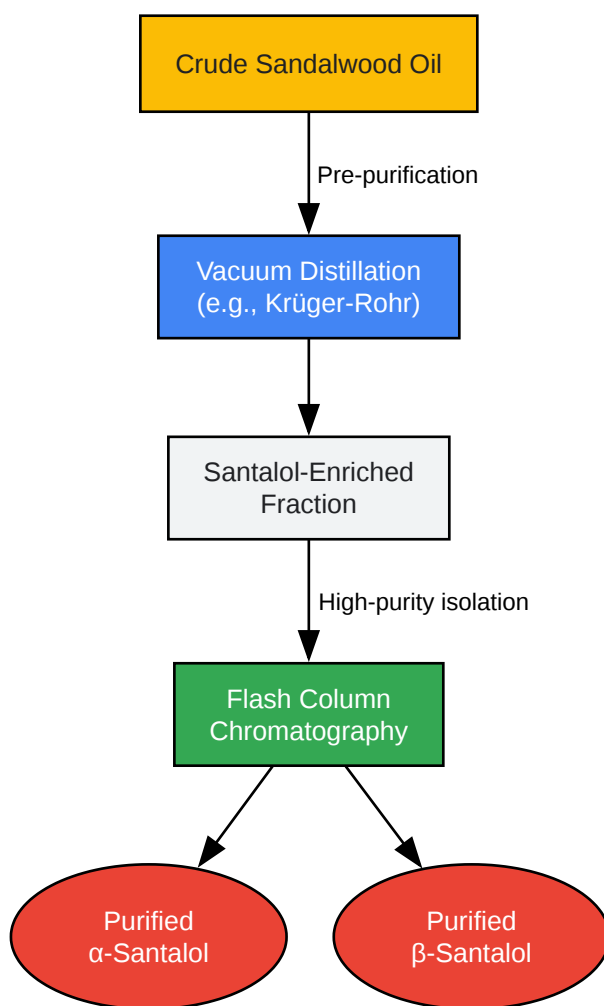 Crude Sandalwood Oil
Pre-purification
Vacuum Distillation
(e.g., Krüger-Rohr)
Santalol-Enriched
Fraction
High-purity isolation
Flash Column
Chromatography
Purified
α-Santalol
Purified
β-Santalol